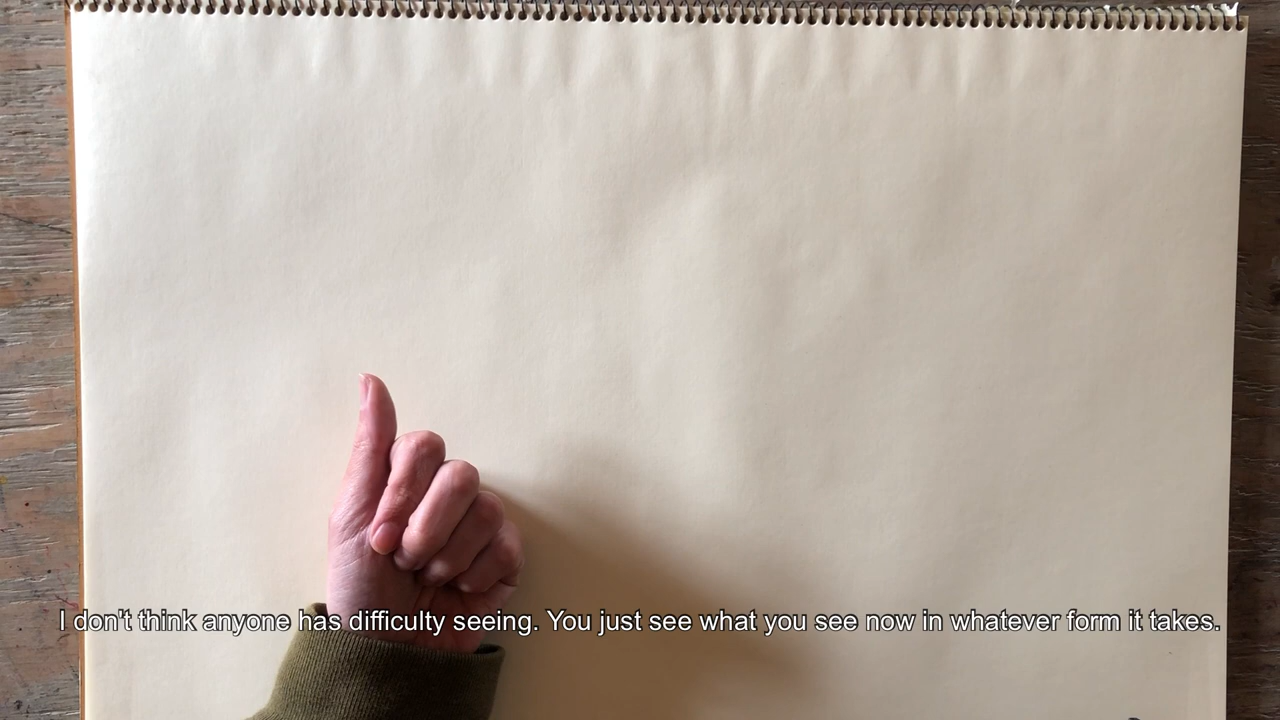 I don't think anyone has difficulty seeing. You just see what you see now in whatever form it takes.